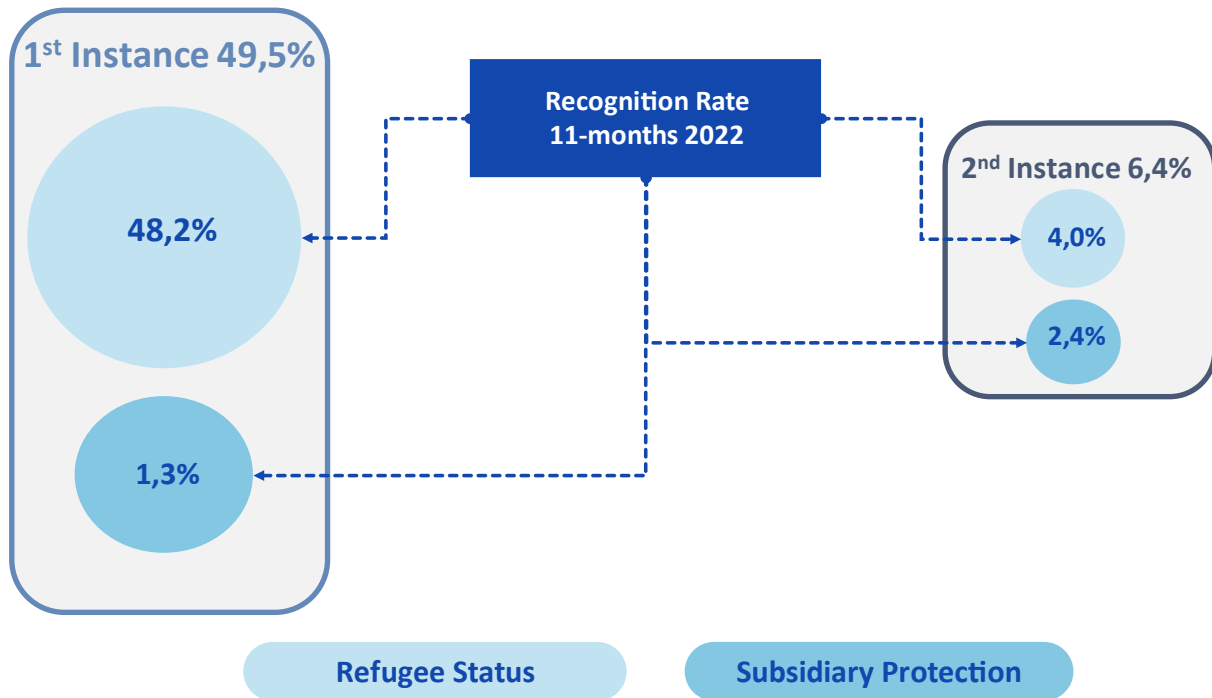 1st Instance 49,5%
48,2%
1,3%
Recognition Rate
11-months 2022
2nd Instance 6,4%
4,0%
2,4%
Refugee Status
Subsidiary Protection